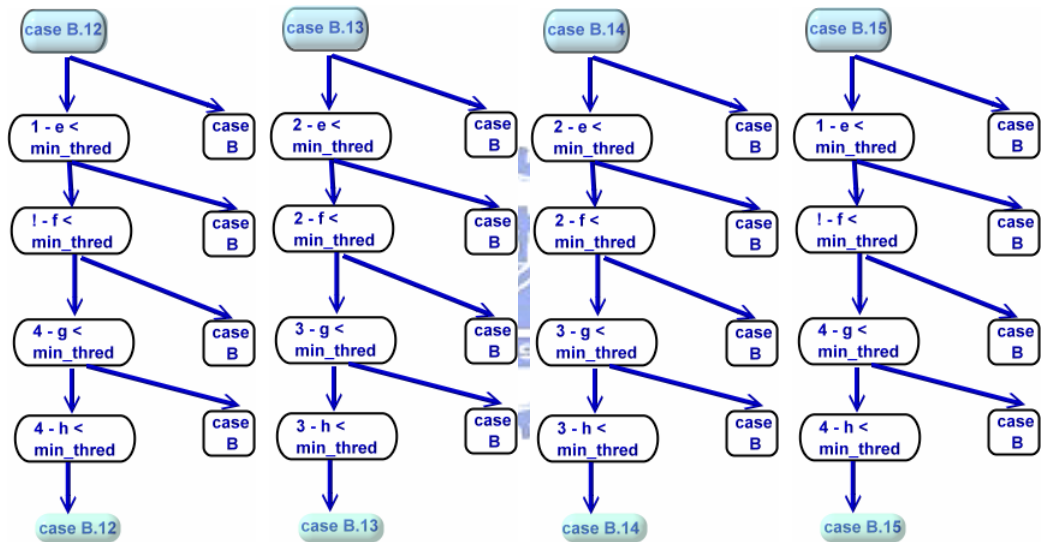 case B.12
1 - e <
min_thred
case
B
! - f <
min_thred
case
B
4 - g <
min_thred
case
B
4 - h <
min_thred
case
B
case B.12
case B.13
2 - e <
min_thred
case
B
2 - f <
min_thred
case
B
3 - g <
min_thred
case
B
3 - h <
min_thred
case
B
case B.13
case B.14
2 - e <
min_thred
case
B
2 - f <
min_thred
case
B
3 - g <
min_thred
case
B
3 - h <
min_thred
case
B
case B.14
case B.15
1 - e <
min_thred
case
B
! - f <
min_thred
case
B
4 - g <
min_thred
case
B
4 - h <
min_thred
case
B
case B.15